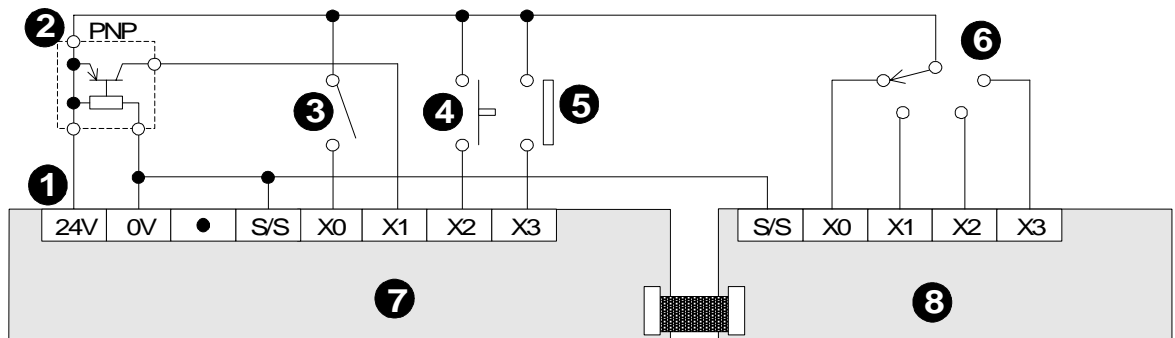 2 PNP 6
3 4 5
1
24V 0V ● S/S X0 X1 X2 X3 S/S X0 X1 X2 X3
7 8